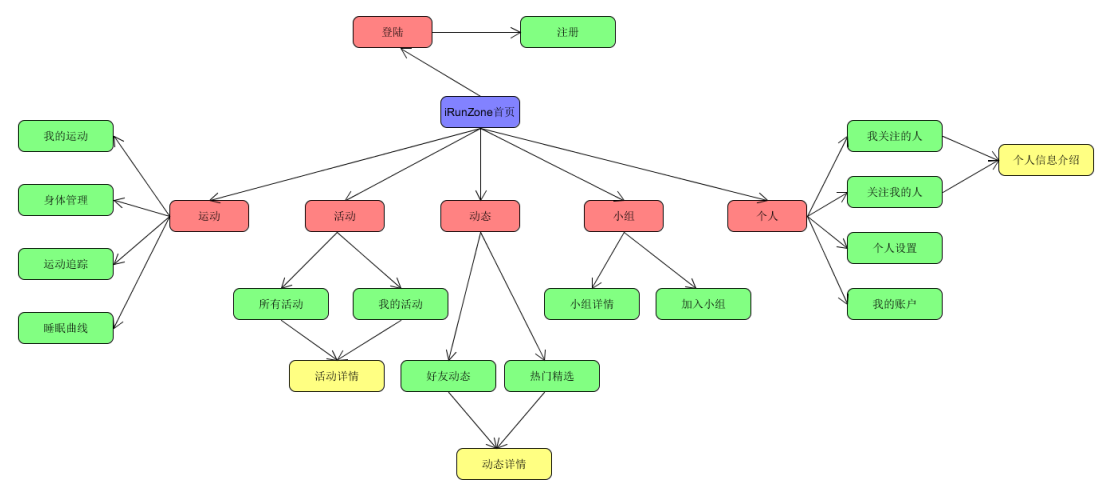 登陆
注册
iRunZone首页
我的运动
我关注的人
个人信息介绍
身体管理
关注我的人
运动
活动
动态
小组
个人
个人设置
运动追踪
所有活动
我的活动
小组详情
加入小组
我的账户
睡眠曲线
活动详情
好友动态
热门精选
动态详情